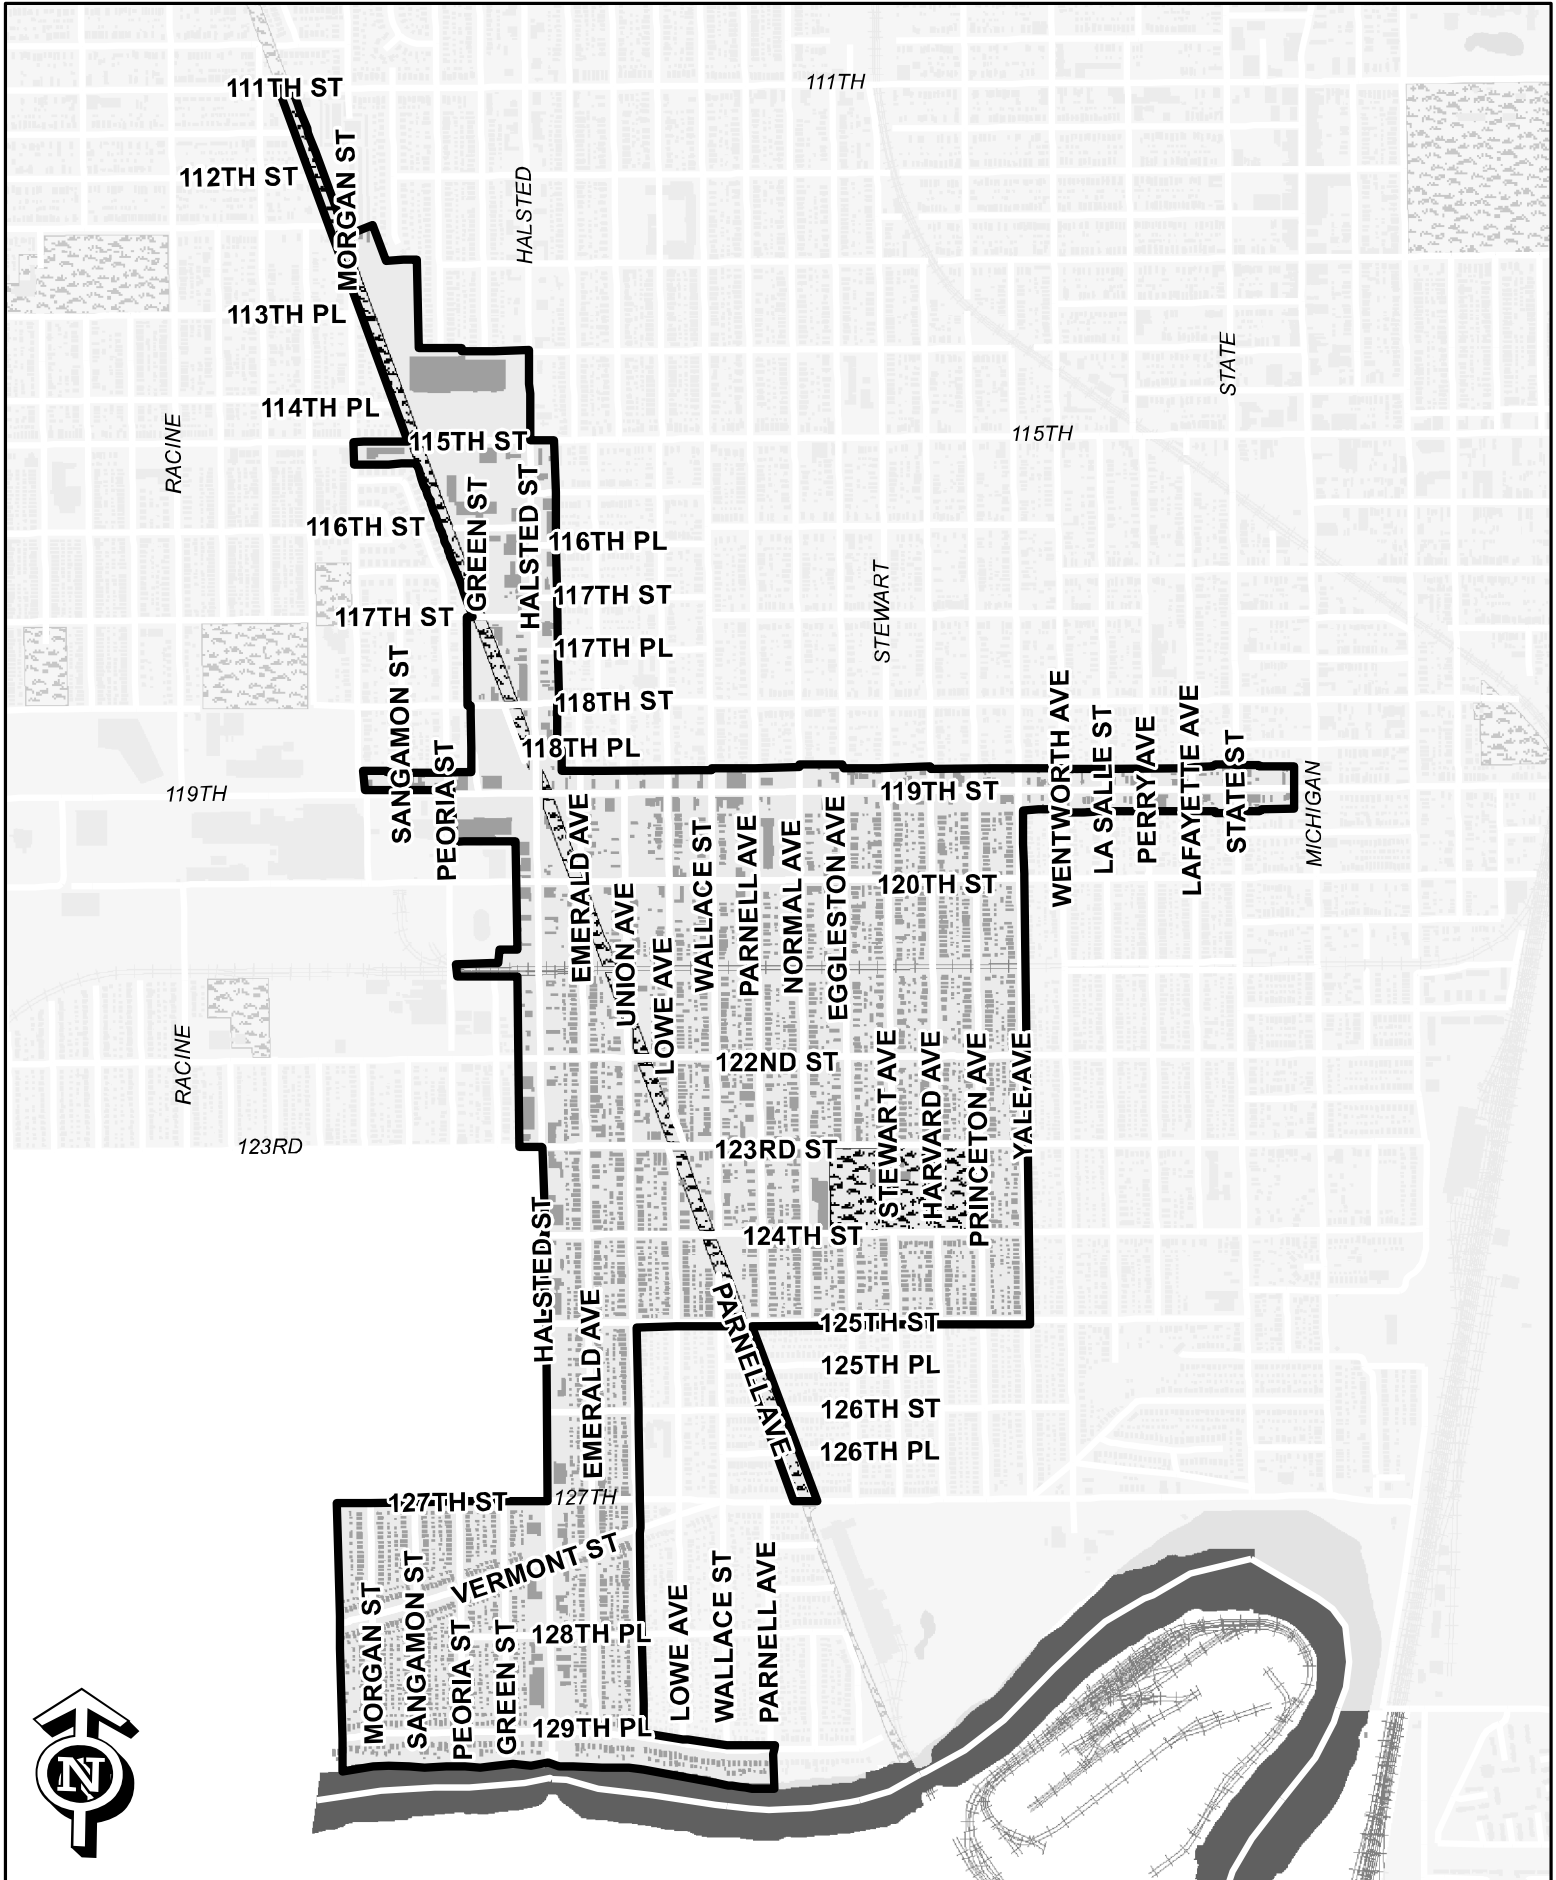 111TH ST
111TH
MORGAN ST
112TH ST
HALSTED
113TH PL
STATE
114TH PL
RACINE
115TH ST
115TH
GREEN ST
HALSTED ST
116TH ST
116TH PL
117TH ST
STEWART
117TH ST
117TH PL
SANGAMON ST
118TH ST
WENTWORTH AVE
LA SALLE ST
PERRY AVE
LAFAYETTE AVE
STATE ST
PEORIA ST
118TH PL
119TH
119TH ST
MICHIGAN
EMERALD AVE
UNION AVE
LOWE AVE
WALLACE ST
PARNELL AVE
NORMAL AVE
EGGLESTON AVE
120TH ST
RACINE
122ND ST
STEWART AVE
HARVARD AVE
PRINCETON AVE
YALE AVE
123RD
123RD ST
124TH ST
HALSTED ST
EMERALD AVE
PARNELL AVE
125TH ST
125TH PL
126TH ST
126TH PL
127TH ST
127TH
VERMONT ST
MORGAN ST
SANGAMON ST
PEORIA ST
GREEN ST
128TH PL
LOWE AVE
WALLACE ST
PARNELL AVE
129TH PL
N